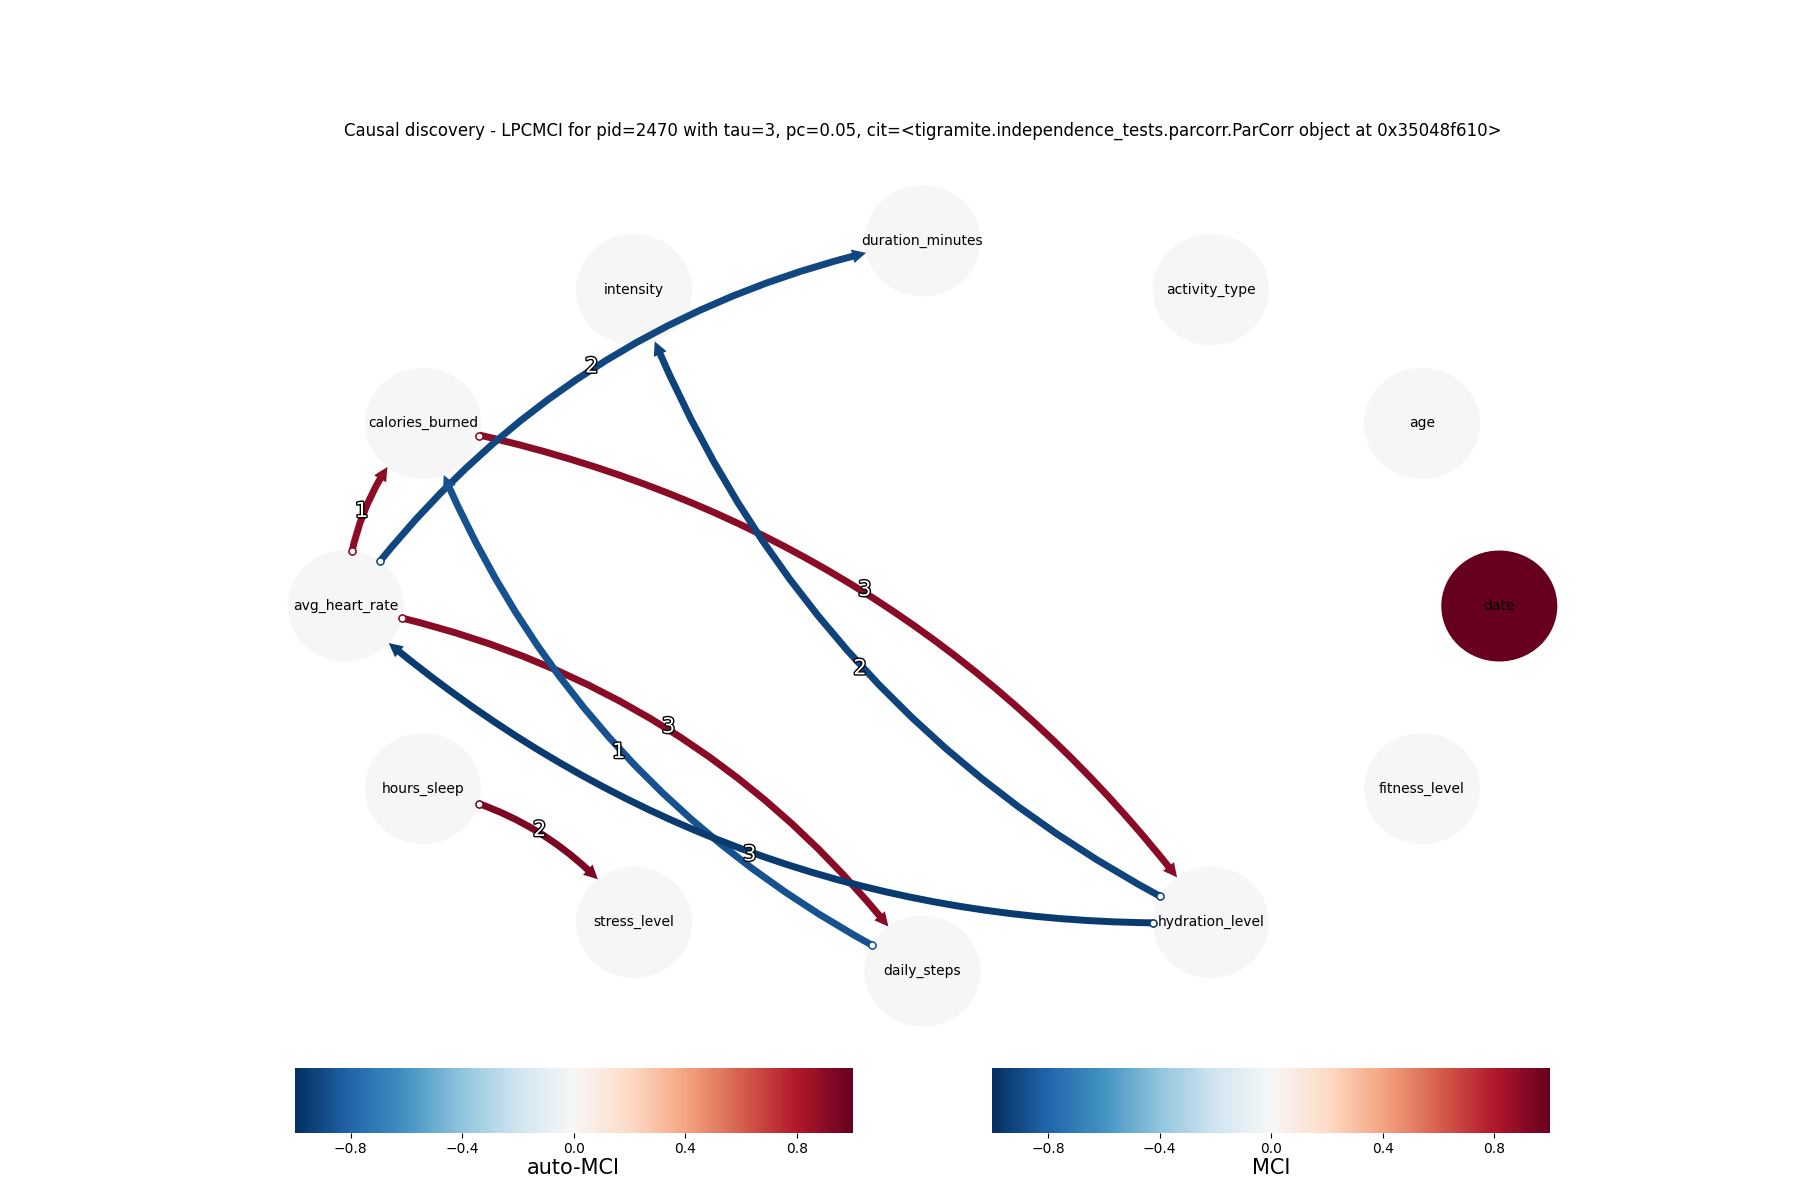 Causal discovery - LPCMCI for pid=2470 with tau=3, pc=0.05, cit=<tigramite.independence_tests.parcorr.ParCorr object at 0x35048f610>
duration_minutes
intensity
activity_type
2
calories_burned
age
1
3
avg_heart_rate
date
2
3
1
hours_sleep
fitness_level
2
3
stress_level
hydration_level
daily_steps
−0.8 −0.4 0.0 0.4 0.8
auto-MCI
−0.8 −0.4 0.0 0.4 0.8
MCI